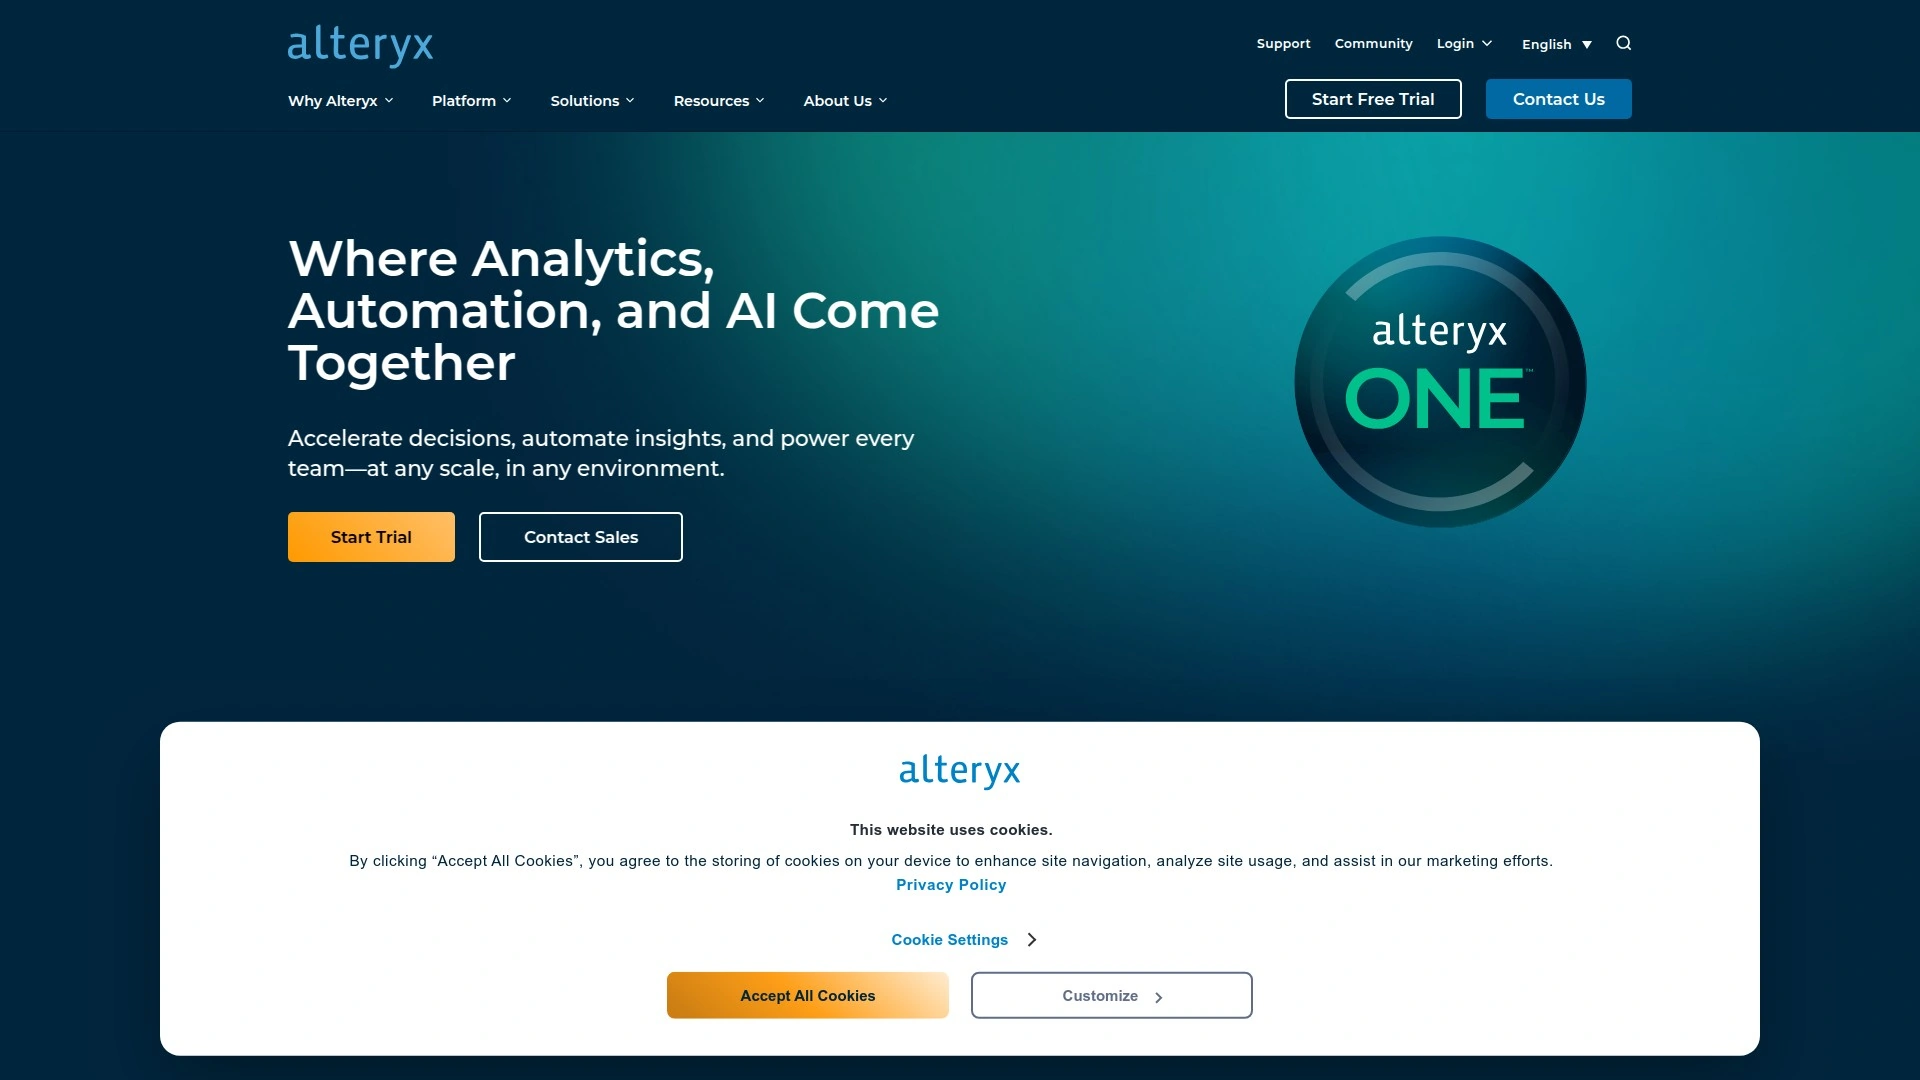 alteryx
Support
Community
Login
English
Why Alteryx
Platform
Solutions
Resources
About Us
Start Free Trial
Contact Us
Where Analytics,
Automation, and AI Come
Together
Accelerate decisions, automate insights, and power every
team—at any scale, in any environment.
Start Trial
Contact Sales
alteryx
ONE™
alteryx
This website uses cookies.
By clicking “Accept All Cookies”, you agree to the storing of cookies on your device to enhance site navigation, analyze site usage, and assist in our marketing efforts.
Privacy Policy
Cookie Settings
Accept All Cookies
Customize